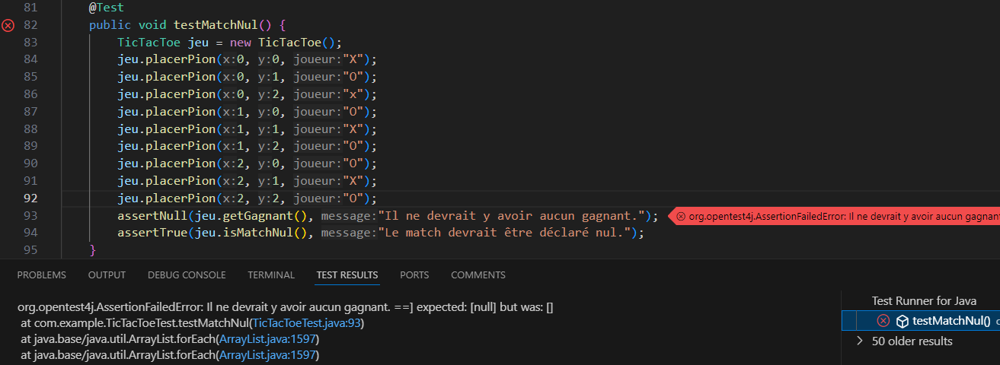 81 @Test
82 public void testMatchNul() {
83 TicTacToe jeu = new TicTacToe();
84 jeu.placerPion(x:0, y:0, joueur:"X");
85 jeu.placerPion(x:0, y:1, joueur:"O");
86 jeu.placerPion(x:0, y:2, joueur:"x");
87 jeu.placerPion(x:1, y:0, joueur:"O");
88 jeu.placerPion(x:1, y:1, joueur:"X");
89 jeu.placerPion(x:1, y:2, joueur:"O");
90 jeu.placerPion(x:2, y:0, joueur:"O");
91 jeu.placerPion(x:2, y:1, joueur:"X");
92 jeu.placerPion(x:2, y:2, joueur:"O");
93 assertNull(jeu.getGagnant(), message:"Il ne devrait y avoir aucun gagnant."); org.opentest4j.AssertionFailedError: Il ne devrait y avoir aucun gagnant
94 assertTrue(jeu.isMatchNul(), message:"Le match devrait être déclaré nul.");
95 }
PROBLEMS OUTPUT DEBUG CONSOLE TERMINAL TEST RESULTS PORTS COMMENTS
org.opentest4j.AssertionFailedError: Il ne devrait y avoir aucun gagnant. ==] expected: [null] but was: []
at com.example.TicTacToeTest.testMatchNul(TicTacToeTest.java:93)
at java.base/java.util.ArrayList.forEach(ArrayList.java:1597)
at java.base/java.util.ArrayList.forEach(ArrayList.java:1597)
Test Runner for Java
testMatchNul()
50 older results